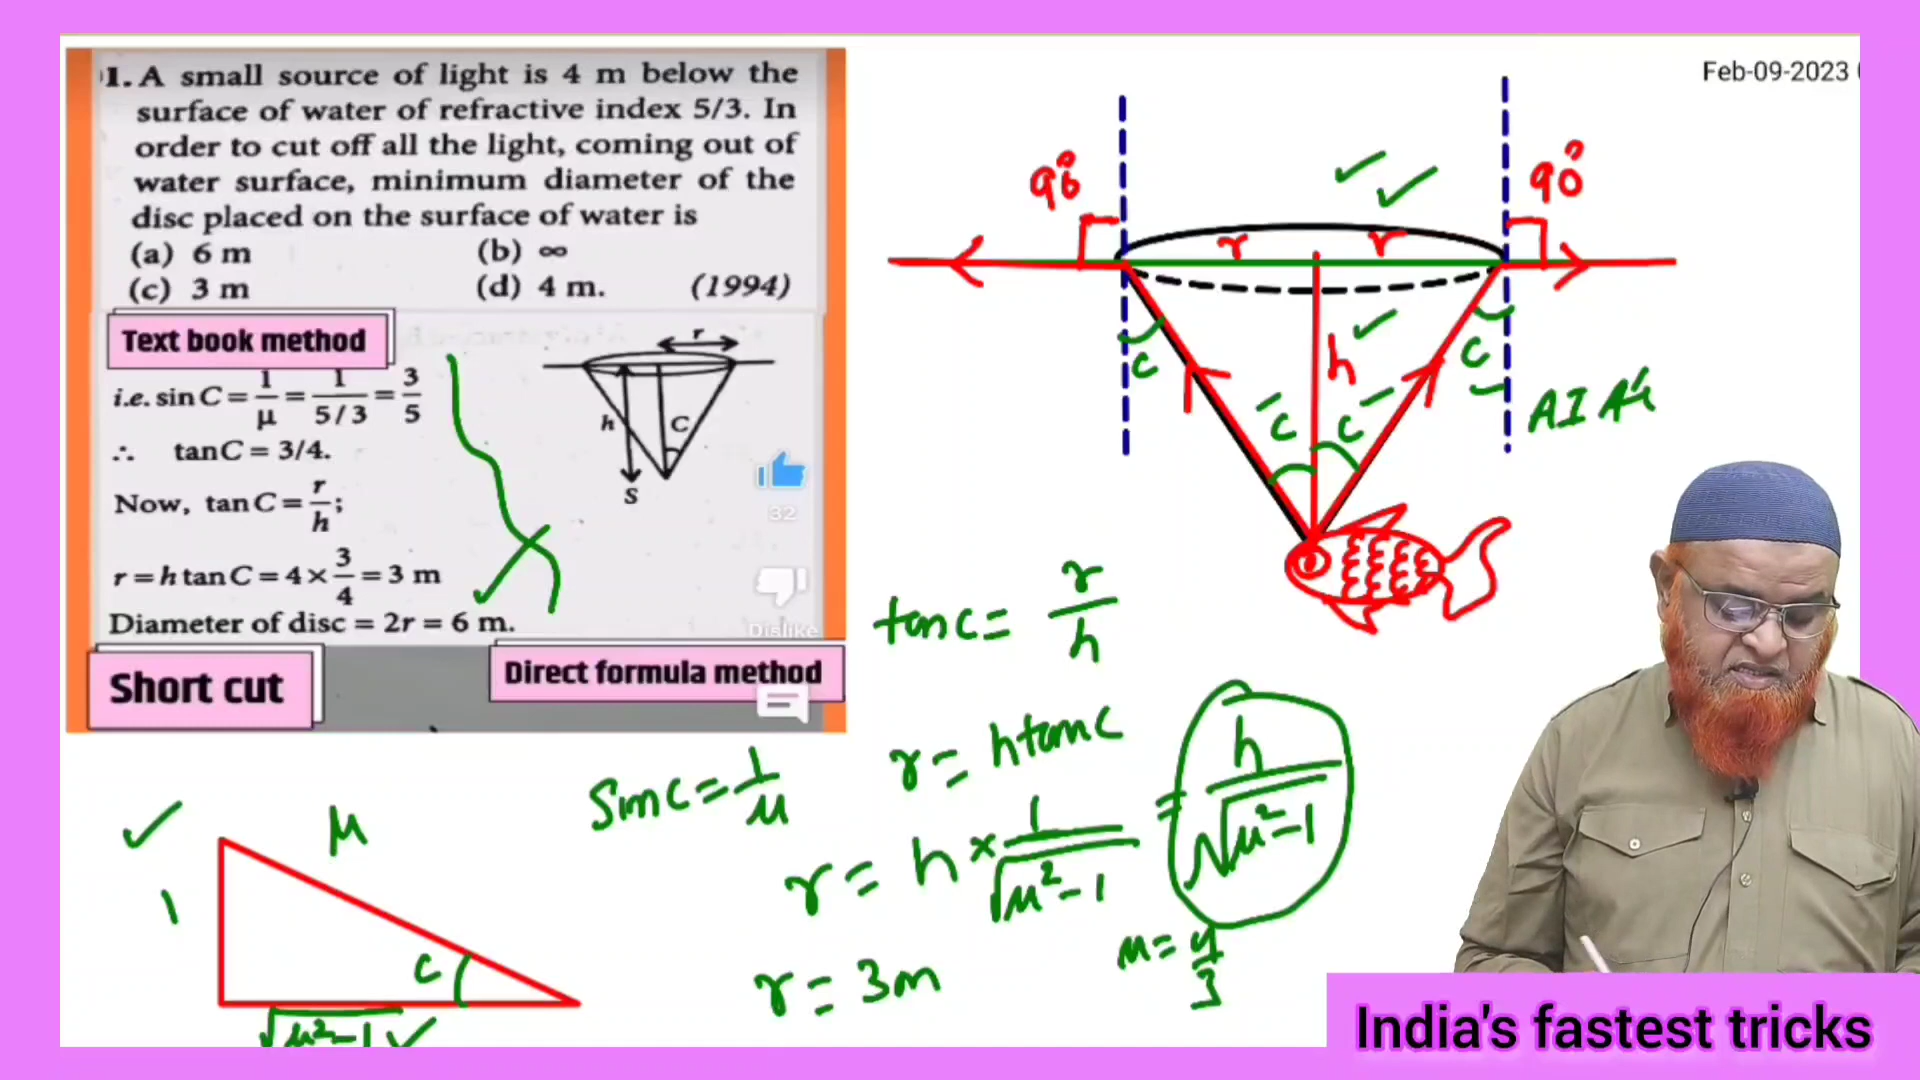 Feb-09-2023
1. A small source of light is 4 m below the
surface of water of refractive index 5/3. In
order to cut off all the light, coming out of
water surface, minimum diameter of the
disc placed on the surface of water is
(a) 6 m (b) ∞
(c) 3 m (d) 4 m. (1994)
Text book method
i.e. sin C = 1/μ = 1/(5/3) = 3/5
∴ tan C = 3/4.
Now, tan C = r/h;
r = h tan C = 4 × 3/4 = 3 m
Diameter of disc = 2r = 6 m.
r
h
C
S
32
Dislike
Short cut
Direct formula method
90°
90°
r r
h
c
c
c c
tan c = r/h
sin c = 1/μ
r = h tan c
r = h × 1/√μ²-1 = h/√μ²-1
r = 3m
μ = 4/3
μ
1
c
√μ²-1
India's fastest tricks